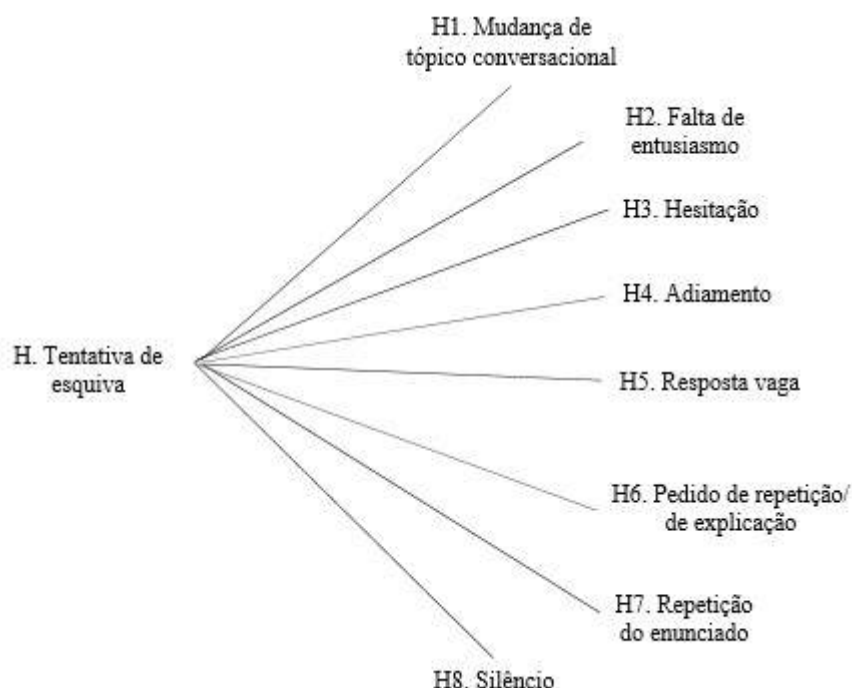 H1. Mudança de
tópico conversacional
H2. Falta de
entusiasmo
H3. Hesitação
H4. Adiamento
H. Tentativa de
esquiva
H5. Resposta vaga
H6. Pedido de repetição/
de explicação
H7. Repetição
do enunciado
H8. Silêncio